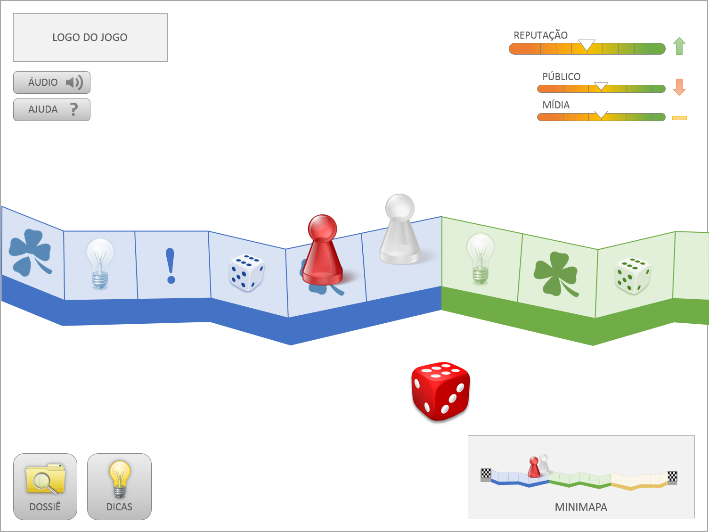 LOGO DO JOGO
REPUTAÇÃO
ÁUDIO
PÚBLICO
AJUDA ?
MÍDIA
!
DOSSIÊ
DICAS
MINIMAPA